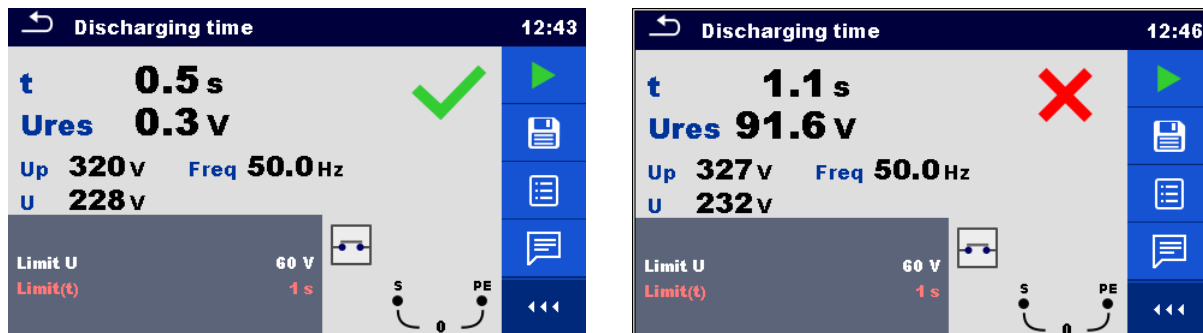 Discharging time 12:43
t 0.5 s
Ures 0.3 V
Up 320 V Freq 50.0 Hz
U 228 V
Limit U 60 V
Limit(t) 1 s
S PE
0
Discharging time 12:46
t 1.1 s
Ures 91.6 V
Up 327 V Freq 50.0 Hz
U 232 V
Limit U 60 V
Limit(t) 1 s
S PE
0